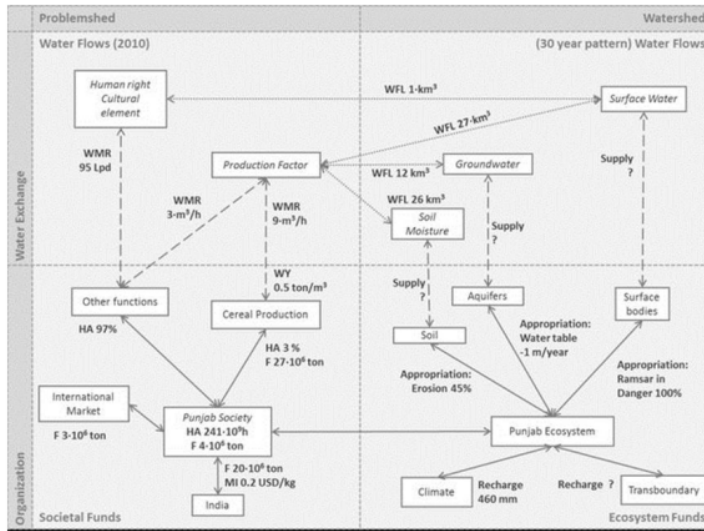 Problemshed
Watershed
Water Flows (2010)
(30 year pattern) Water Flows
Human right
Cultural
element
WFL 1·km³
Surface Water
WFL 27·km³
WMR
95 Lpd
Production Factor
WFL 12 km³
Groundwater
Supply
?
WMR
3·m³/h
WMR
9·m³/h
WFL 26 km³
Soil
Moisture
Supply
?
Water Exchange
WY
0.5 ton/m³
Supply
?
Other functions
Cereal Production
Aquifers
Surface
bodies
HA 97%
Soil
HA 3 %
F 27·10⁶ ton
Appropriation:
Water table
-1 m/year
Appropriation:
Erosion 45%
Appropriation:
Ramsar in
Danger 100%
International
Market
F 3·10⁶ ton
Punjab Society
HA 241·10⁹h
F 4·10⁶ ton
Punjab Ecosystem
F 20·10⁶ ton
MI 0.2 USD/kg
India
Climate
Recharge
460 mm
Recharge ?
Transboundary
Organization
Societal Funds
Ecosystem Funds